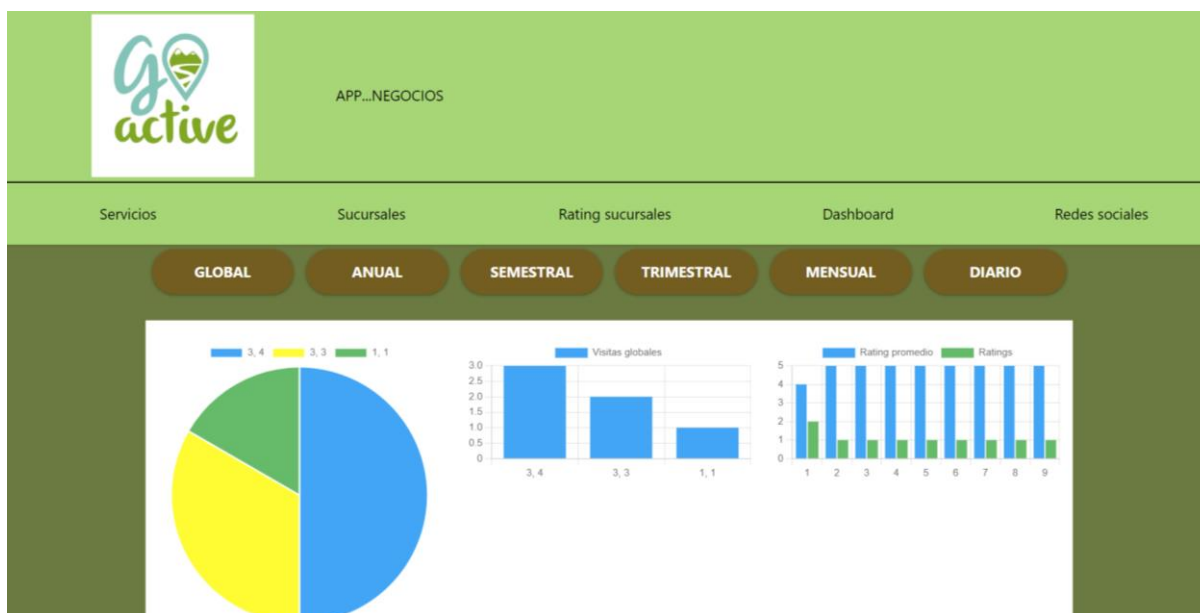 go
active
APP...NEGOCIOS
Servicios Sucursales Rating sucursales Dashboard Redes sociales
GLOBAL ANUAL SEMESTRAL TRIMESTRAL MENSUAL DIARIO
3, 4 3, 3 1, 1
Visitas globales
3.0
2.5
2.0
1.5
1.0
0.5
0
3, 4 3, 3 1, 1
Rating promedio Ratings
5
4
3
2
1
0
1 2 3 4 5 6 7 8 9